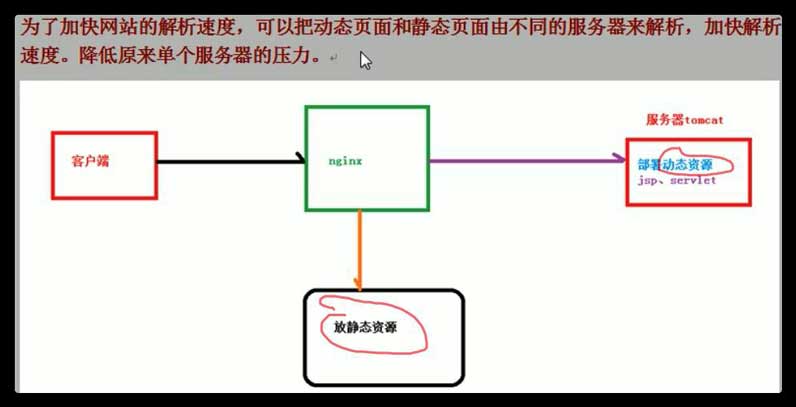 为了加快网站的解析速度，可以把动态页面和静态页面由不同的服务器来解析，加快解析
速度。降低原来单个服务器的压力。
服务器tomcat
客户端
nginx
部署动态资源
jsp、servlet
放静态资源